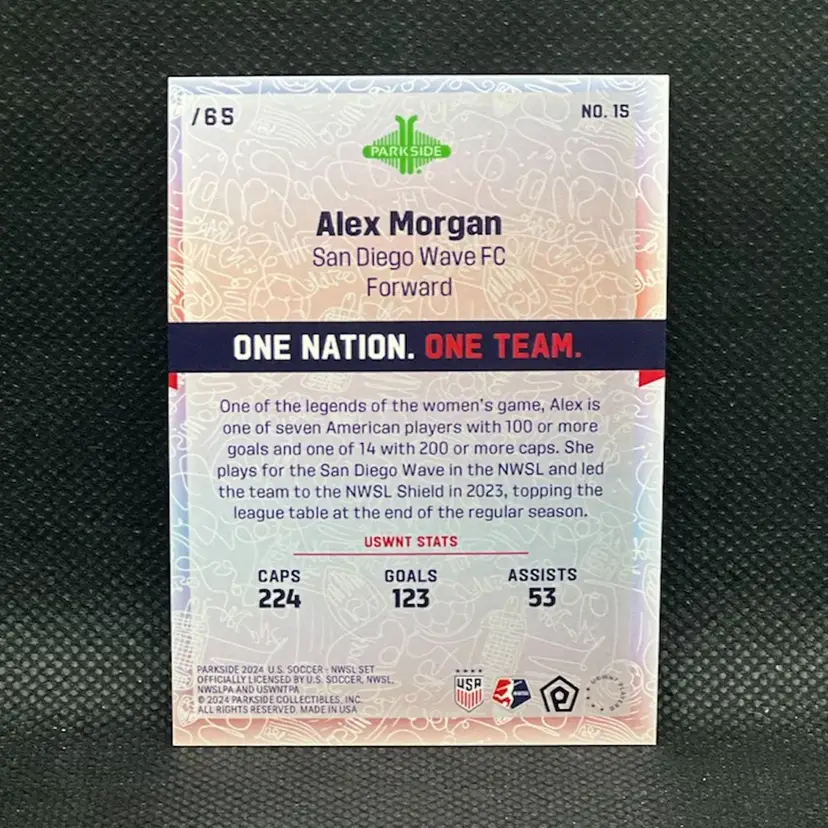 /65
NO. 15
PARKSIDE
Alex Morgan
San Diego Wave FC
Forward
ONE NATION. ONE TEAM.
One of the legends of the women's game, Alex is
one of seven American players with 100 or more
goals and one of 14 with 200 or more caps. She
plays for the San Diego Wave in the NWSL and led
the team to the NWSL Shield in 2023, topping the
league table at the end of the regular season.
USWNT STATS
CAPS GOALS ASSISTS
224 123 53
PARKSIDE 2024 U.S. SOCCER - NWSL SET
OFFICIALLY LICENSED BY U.S. SOCCER, NWSL,
NWSLPA AND USWNTPA
© 2024 PARKSIDE COLLECTIBLES, INC.
ALL RIGHTS RESERVED. MADE IN USA
USA
USWNT PLAYERS